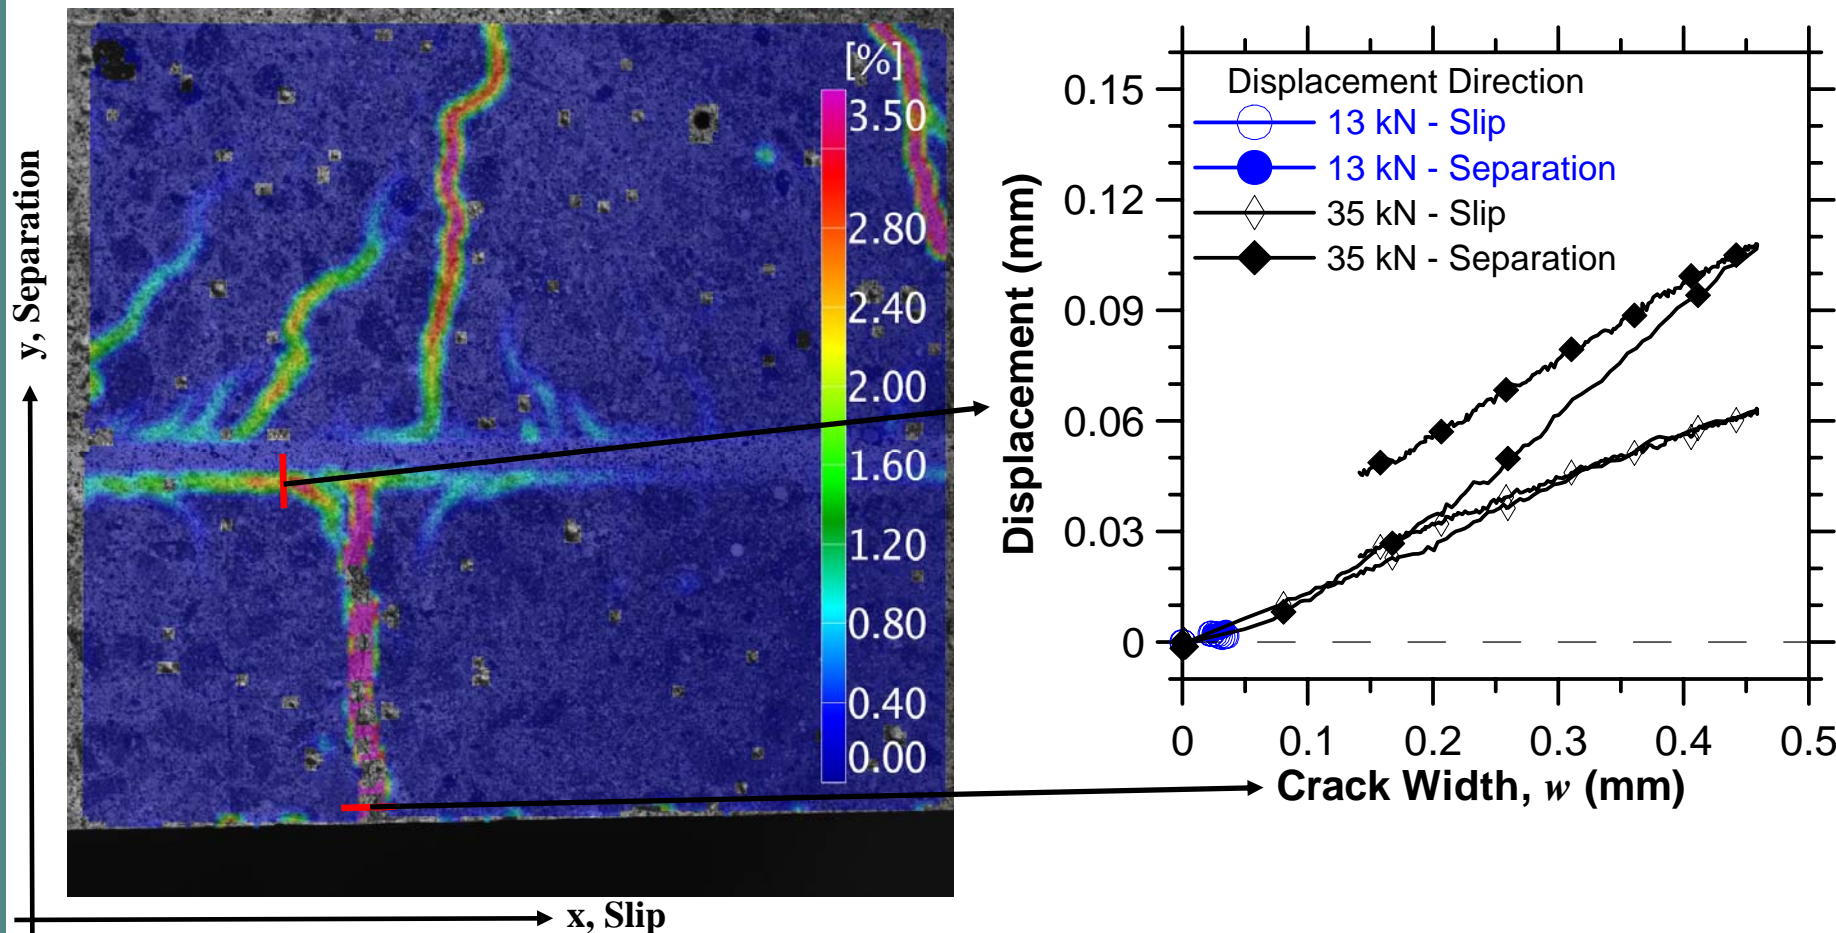 y, Separation
x, Slip
[%]
3.50
2.80
2.40
2.00
1.60
1.20
0.80
0.40
0.00
Displacement Direction
13 kN - Slip
13 kN - Separation
35 kN - Slip
35 kN - Separation
Displacement (mm)
0.15
0.12
0.09
0.06
0.03
0
0 0.1 0.2 0.3 0.4 0.5
Crack Width, w (mm)